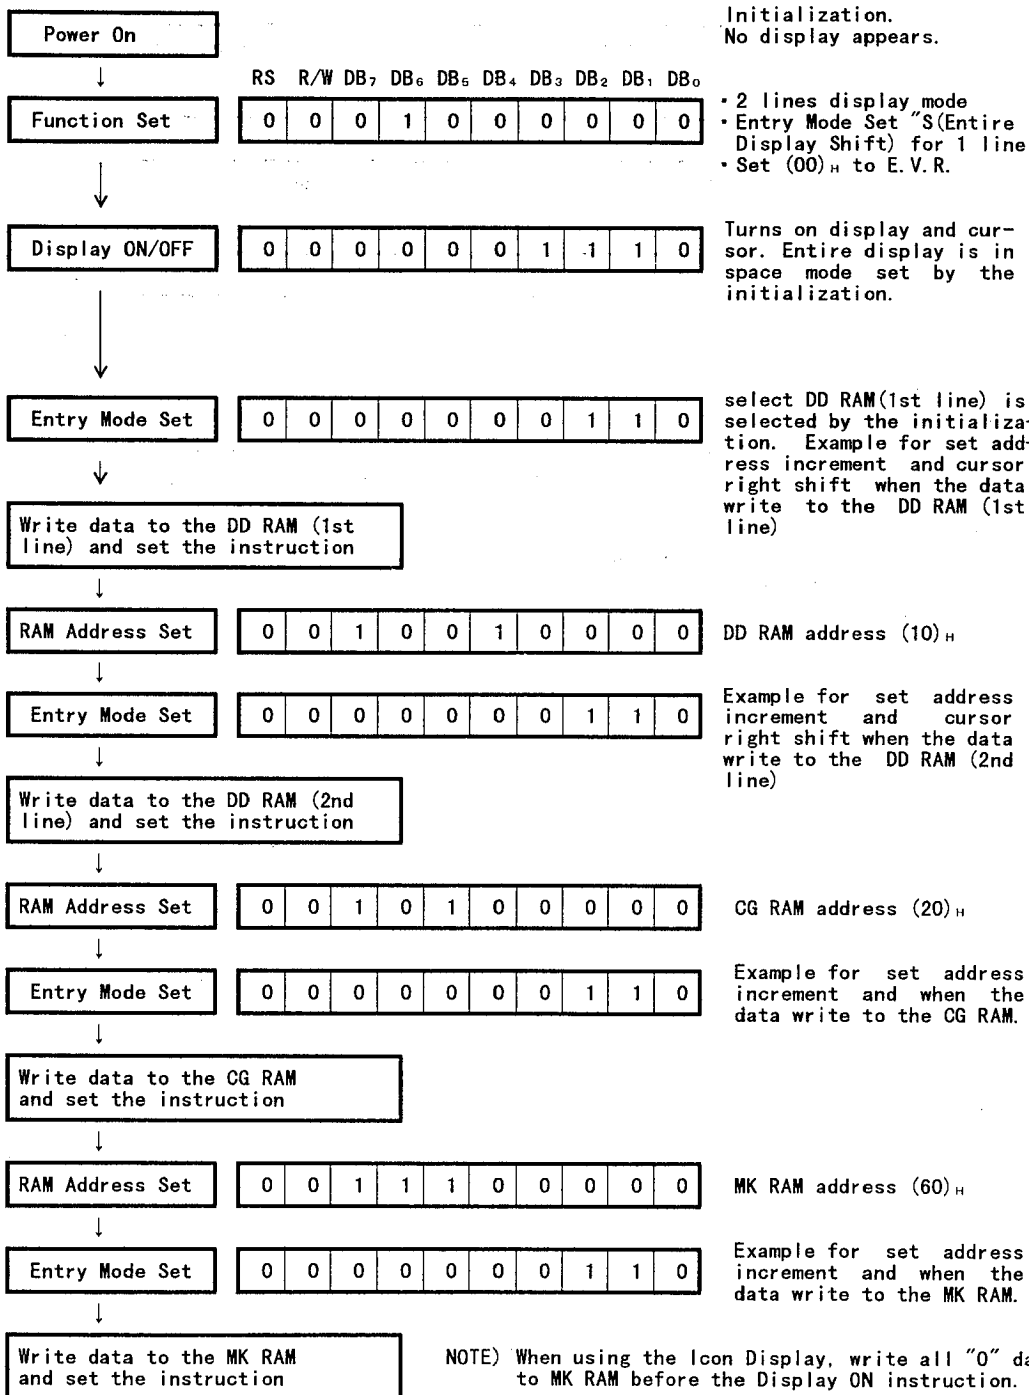 Power On
Initialization.
No display appears.
RS R/W DB₇ DB₆ DB₅ DB₄ DB₃ DB₂ DB₁ DB₀
Function Set 0 0 0 1 0 0 0 0 0 0
・2 lines display mode
・Entry Mode Set "S(Entire
Display Shift) for 1 line
・Set (00)H to E.V.R.
Display ON/OFF 0 0 0 0 0 0 1 1 1 0
Turns on display and cur-
sor. Entire display is in
space mode set by the
initialization.
Entry Mode Set 0 0 0 0 0 0 0 1 1 0
select DD RAM(1st line) is
selected by the initializa-
tion. Example for set add-
ress increment and cursor
right shift when the data
write to the DD RAM (1st
line)
Write data to the DD RAM (1st
line) and set the instruction
RAM Address Set 0 0 1 0 0 1 0 0 0 0
DD RAM address (10)H
Entry Mode Set 0 0 0 0 0 0 0 1 1 0
Example for set address
increment and cursor
right shift when the data
write to the DD RAM (2nd
line)
Write data to the DD RAM (2nd
line) and set the instruction
RAM Address Set 0 0 1 0 1 0 0 0 0 0
CG RAM address (20)H
Entry Mode Set 0 0 0 0 0 0 0 1 1 0
Example for set address
increment and when the
data write to the CG RAM.
Write data to the CG RAM
and set the instruction
RAM Address Set 0 0 1 1 1 0 0 0 0 0
MK RAM address (60)H
Entry Mode Set 0 0 0 0 0 0 0 1 1 0
Example for set address
increment and when the
data write to the MK RAM.
Write data to the MK RAM
and set the instruction
NOTE) When using the Icon Display, write all "0" da
to MK RAM before the Display ON instruction.